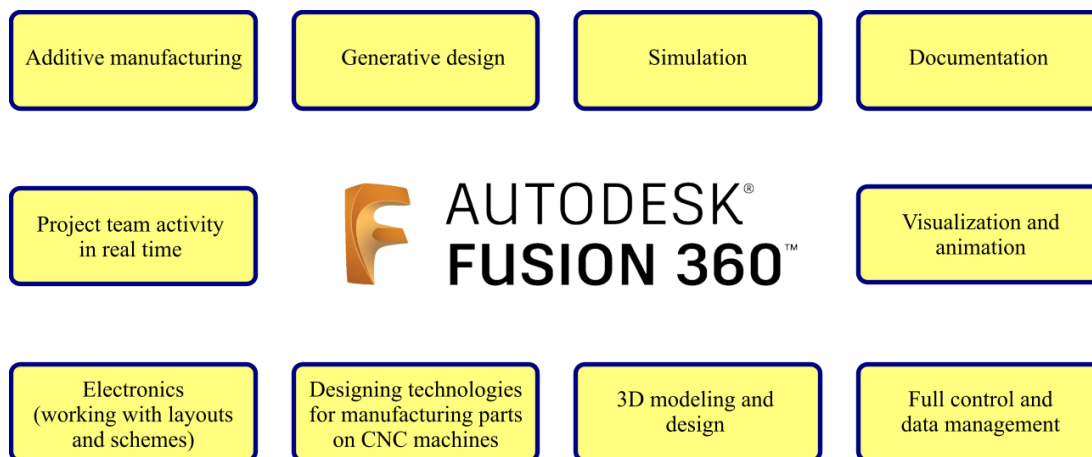 Additive manufacturing
Generative design
Simulation
Documentation
Project team activity
in real time
AUTODESK®
FUSION 360™
Visualization and
animation
Electronics
(working with layouts
and schemes)
Designing technologies
for manufacturing parts
on CNC machines
3D modeling and
design
Full control and
data management